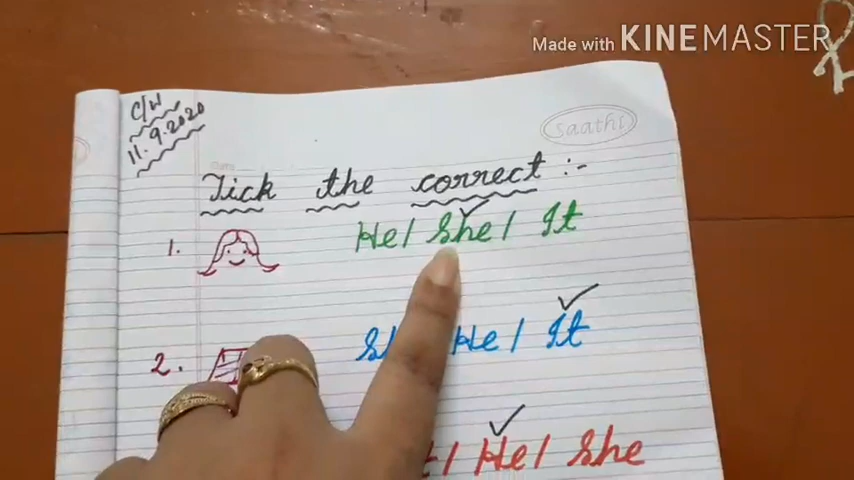 Made with KINEMASTER
C/W
11.9.2020
saathi
Tick the correct :-
1. He / She / It
2. He / It
/ He / She